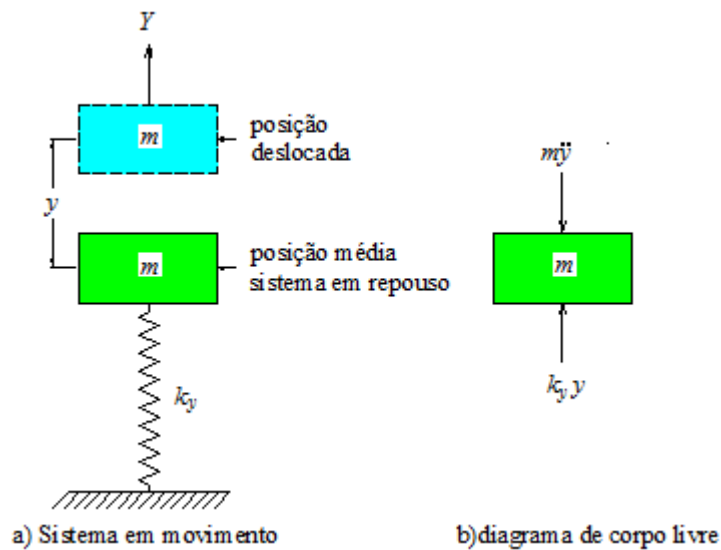 Y
m
posição
deslocada
y
m
posição média
sistema em repouso
k_y
a) Sistema em movimento
mÿ
m
k_y y
b)diagrama de corpo livre